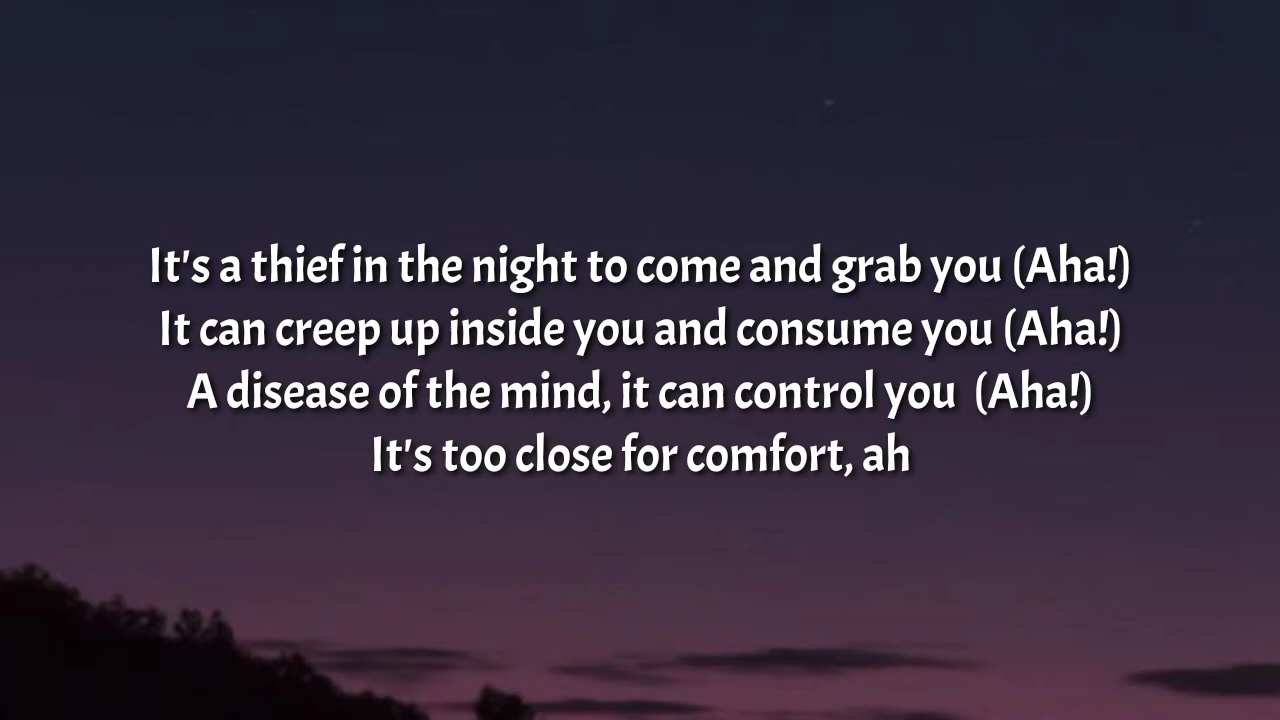 It's a thief in the night to come and grab you (Aha!)
It can creep up inside you and consume you (Aha!)
A disease of the mind, it can control you  (Aha!)
It's too close for comfort, ah